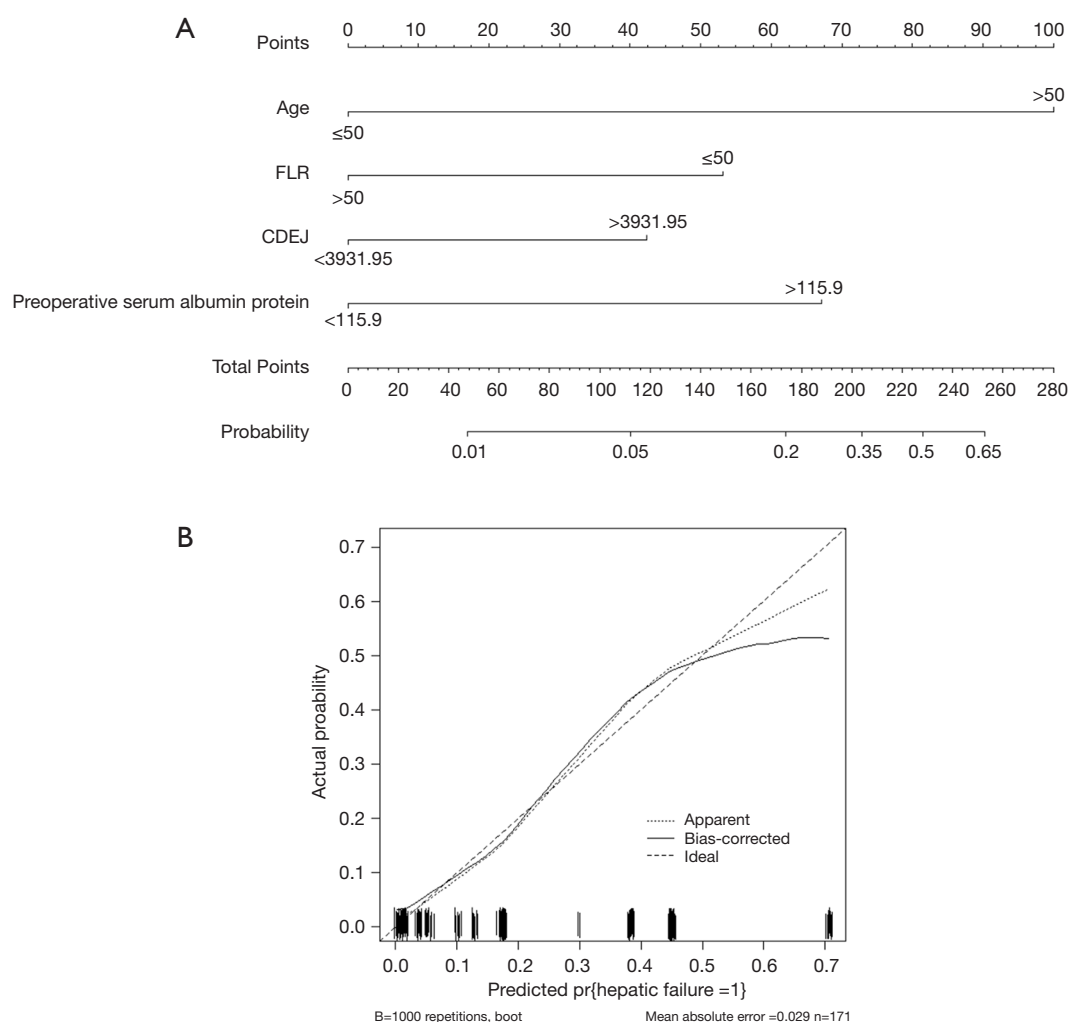 A
Points
0 10 20 30 40 50 60 70 80 90 100
Age
>50
≤50
FLR
≤50
>50
CDEJ
>3931.95
<3931.95
Preoperative serum albumin protein
>115.9
<115.9
Total Points
0 20 40 60 80 100 120 140 160 180 200 220 240 260 280
Probability
0.01 0.05 0.2 0.35 0.5 0.65
B
0.7
0.6
0.5
0.4
0.3
0.2
0.1
0.0
Actual proability
Apparent
Bias-corrected
Ideal
0.0 0.1 0.2 0.3 0.4 0.5 0.6 0.7
Predicted pr{hepatic failure =1}
B=1000 repetitions, boot Mean absolute error =0.029 n=171